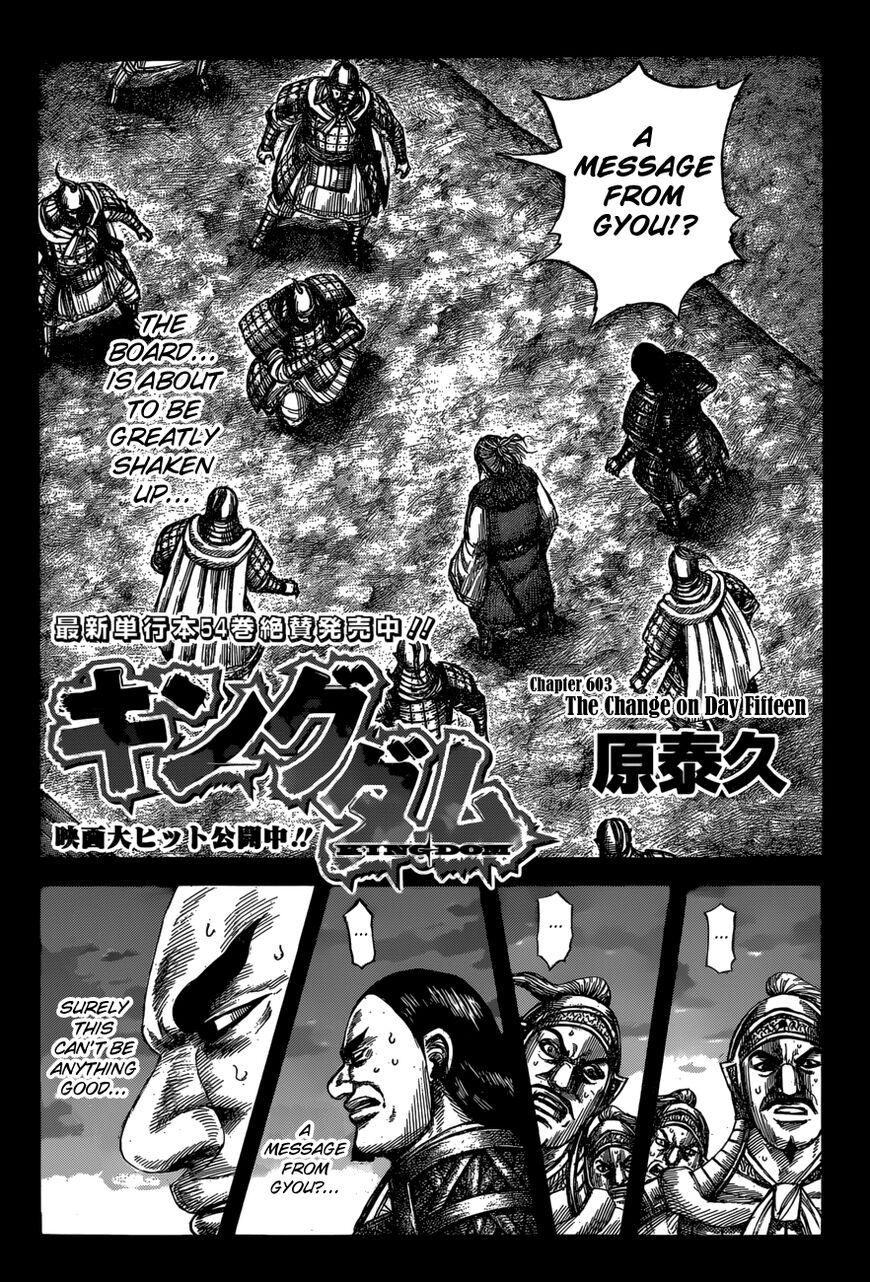 A
MESSAGE
FROM
GYOU!?
THE
BOARD...
IS ABOUT
TO BE
GREATLY
SHAKEN
UP...
最新単行本54巻絶賛発売中!!
キングダム
KINGDOM
映画大ヒット公開中!!
Chapter 603
The Change on Day Fifteen
原泰久
...
...
...
A
MESSAGE
FROM
GYOU?...
SURELY
THIS
CAN'T BE
ANYTHING
GOOD...